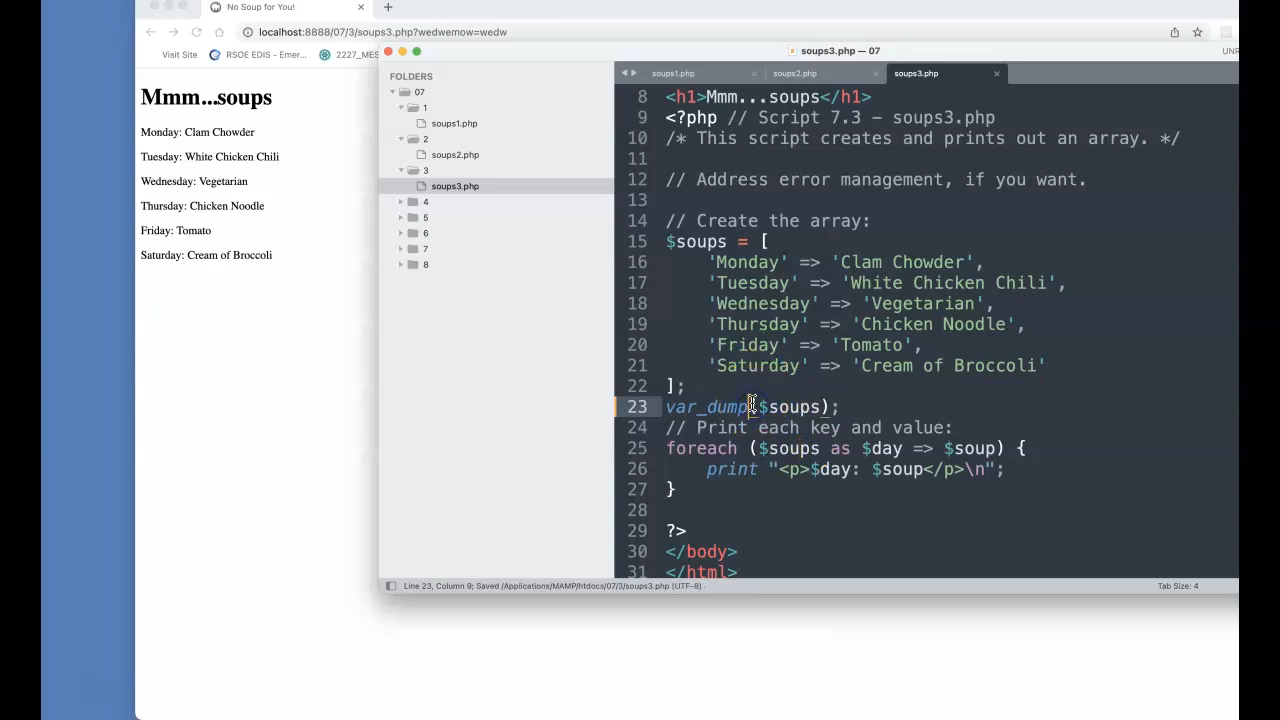 No Soup for You!
localhost:8888/07/3/soups3.php?wedwemow=wedw
Visit Site
RSOE EDIS - Emer...
2227_MES
Mmm...soups
Monday: Clam Chowder
Tuesday: White Chicken Chili
Wednesday: Vegetarian
Thursday: Chicken Noodle
Friday: Tomato
Saturday: Cream of Broccoli
soups3.php — 07
UNR
FOLDERS
07
1
soups1.php
2
soups2.php
3
soups3.php
4
5
6
7
8
soups1.php
soups2.php
soups3.php
8 <h1>Mmm...soups</h1>
9 <?php // Script 7.3 - soups3.php
10 /* This script creates and prints out an array. */
11
12 // Address error management, if you want.
13
14 // Create the array:
15 $soups = [
16 'Monday' => 'Clam Chowder',
17 'Tuesday' => 'White Chicken Chili',
18 'Wednesday' => 'Vegetarian',
19 'Thursday' => 'Chicken Noodle',
20 'Friday' => 'Tomato',
21 'Saturday' => 'Cream of Broccoli'
22 ];
23 var_dump($soups);
24 // Print each key and value:
25 foreach ($soups as $day => $soup) {
26 print "<p>$day: $soup</p>\n";
27 }
28
29 ?>
30 </body>
31 </html>
Line 23, Column 9; Saved /Applications/MAMP/htdocs/07/3/soups3.php (UTF-8)
Tab Size: 4